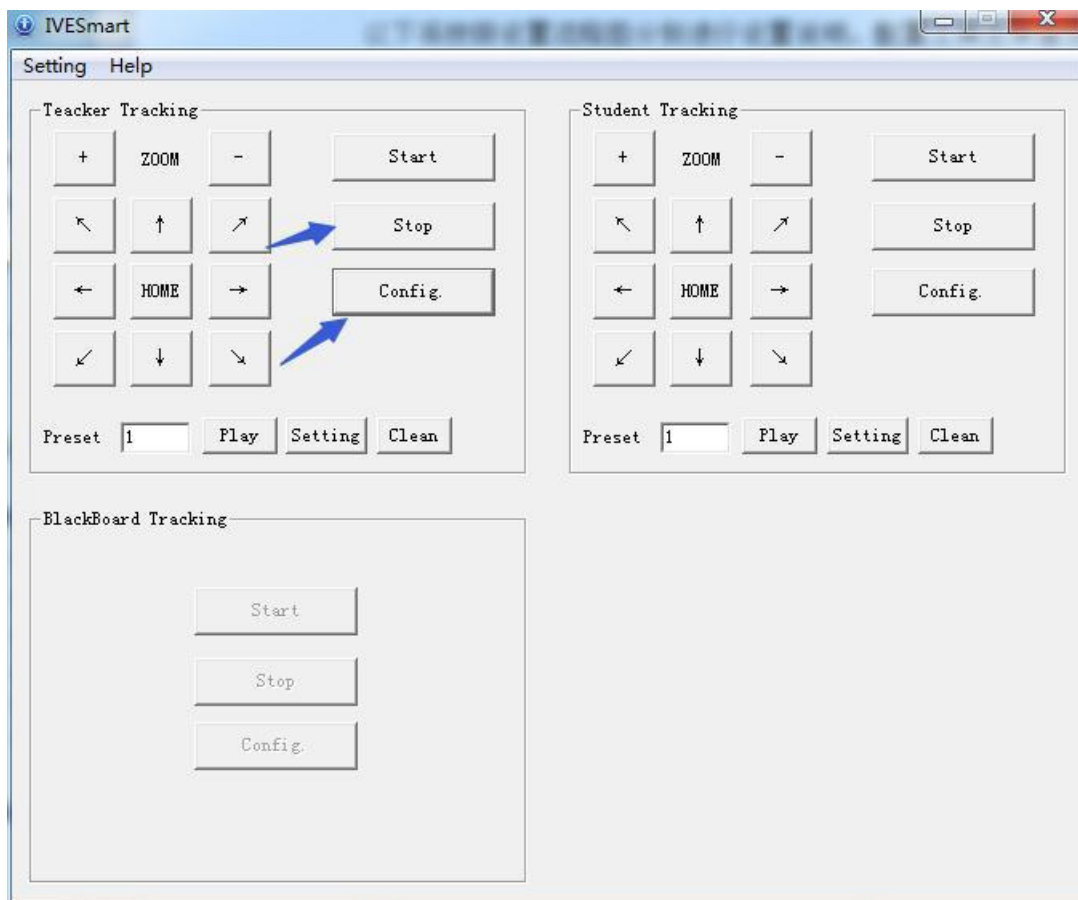 IVESmart
Setting Help
Teacker Tracking
+ ZOOM - Start
↖ ↑ ↗ Stop
← HOME → Config.
↙ ↓ ↘
Preset 1 Play Setting Clean
Student Tracking
+ ZOOM - Start
↖ ↑ ↗ Stop
← HOME → Config.
↙ ↓ ↘
Preset 1 Play Setting Clean
BlackBoard Tracking
Start
Stop
Config.